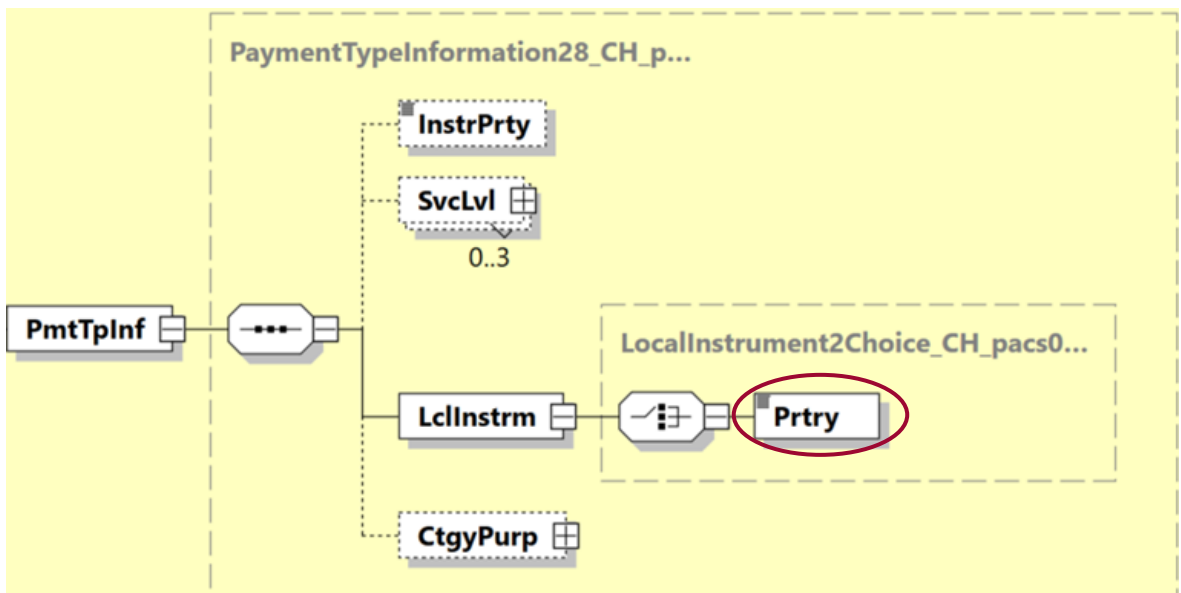 PaymentTypeInformation28_CH_p...
InstrPrty
SvcLvl
0..3
PmtTpInf
LocalInstrument2Choice_CH_pacs0...
LclInstrm
Prtry
CtgyPurp